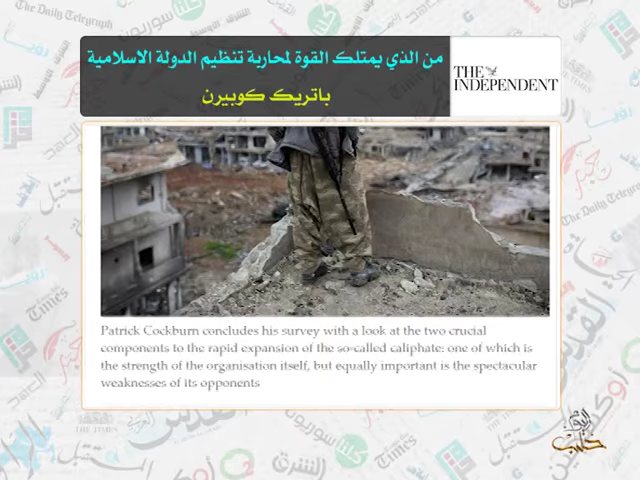 من الذي يمتلك القوة لمحاربة تنظيم الدولة الاسلامية
باتريك كوبيرن
THE
INDEPENDENT
Patrick Cockburn concludes his survey with a look at the two crucial
components to the rapid expansion of the so-called caliphate: one of which is
the strength of the organisation itself, but equally important is the spectacular
weaknesses of its opponents